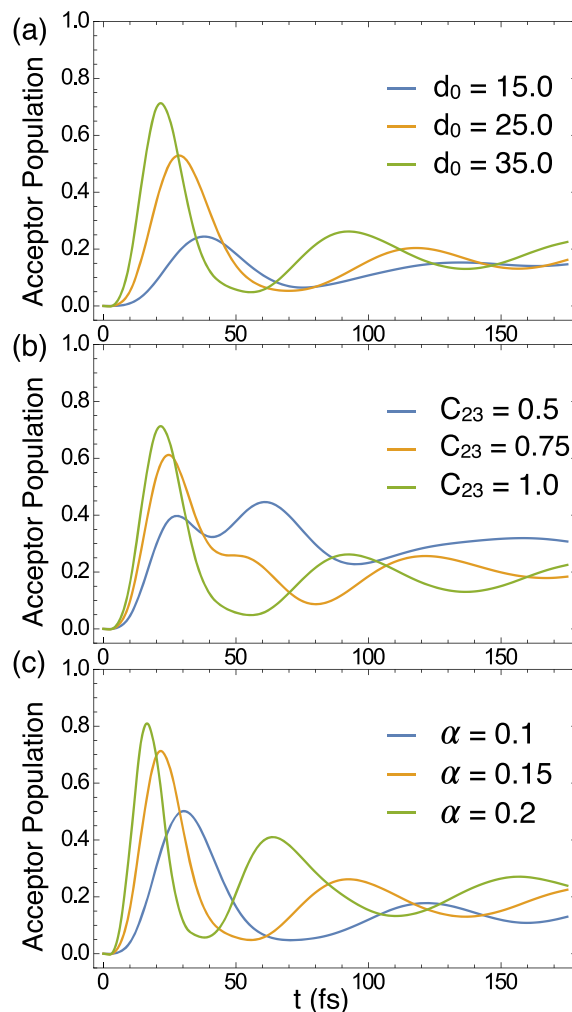 (a)
1.0
0.8
0.6
0.4
0.2
0.0
Acceptor Population
d₀ = 15.0
d₀ = 25.0
d₀ = 35.0
0 50 100 150
(b)
1.0
0.8
0.6
0.4
0.2
0.0
Acceptor Population
C₂₃ = 0.5
C₂₃ = 0.75
C₂₃ = 1.0
0 50 100 150
(c)
1.0
0.8
0.6
0.4
0.2
0.0
Acceptor Population
α = 0.1
α = 0.15
α = 0.2
0 50 100 150
t (fs)